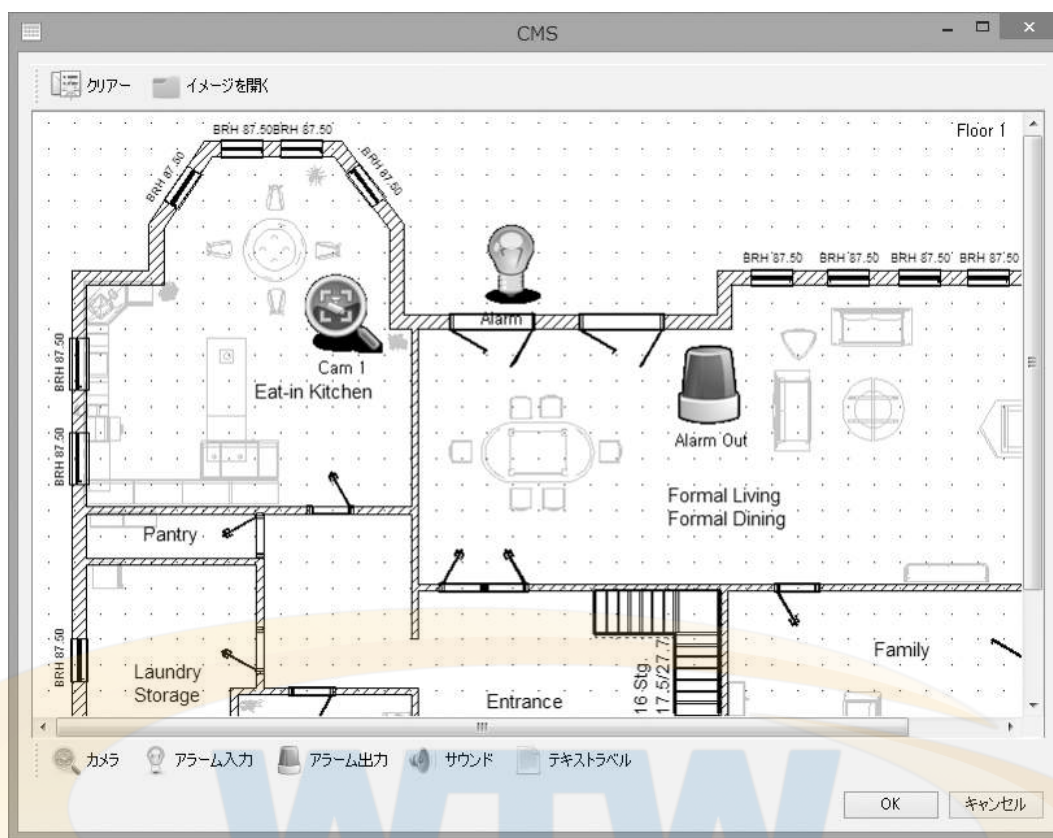 CMS
クリアー イメージを開く
BRH 87.50BRH 87.50
Floor 1
BRH 87.50
BRH 87.50
BRH 87.50 BRH 87.50 BRH 87.50 BRH 87.50
Alarm
BRH 87.50
Cam 1
Eat-in Kitchen
Alarm Out
BRH 87.50
Formal Living
Formal Dining
Pantry
BRH 87.50
Laundry
Storage
Entrance
16 Stg.
17.5/27.7
Family
カメラ アラーム入力 アラーム出力 サウンド テキストラベル
WTW
OK キャンセル